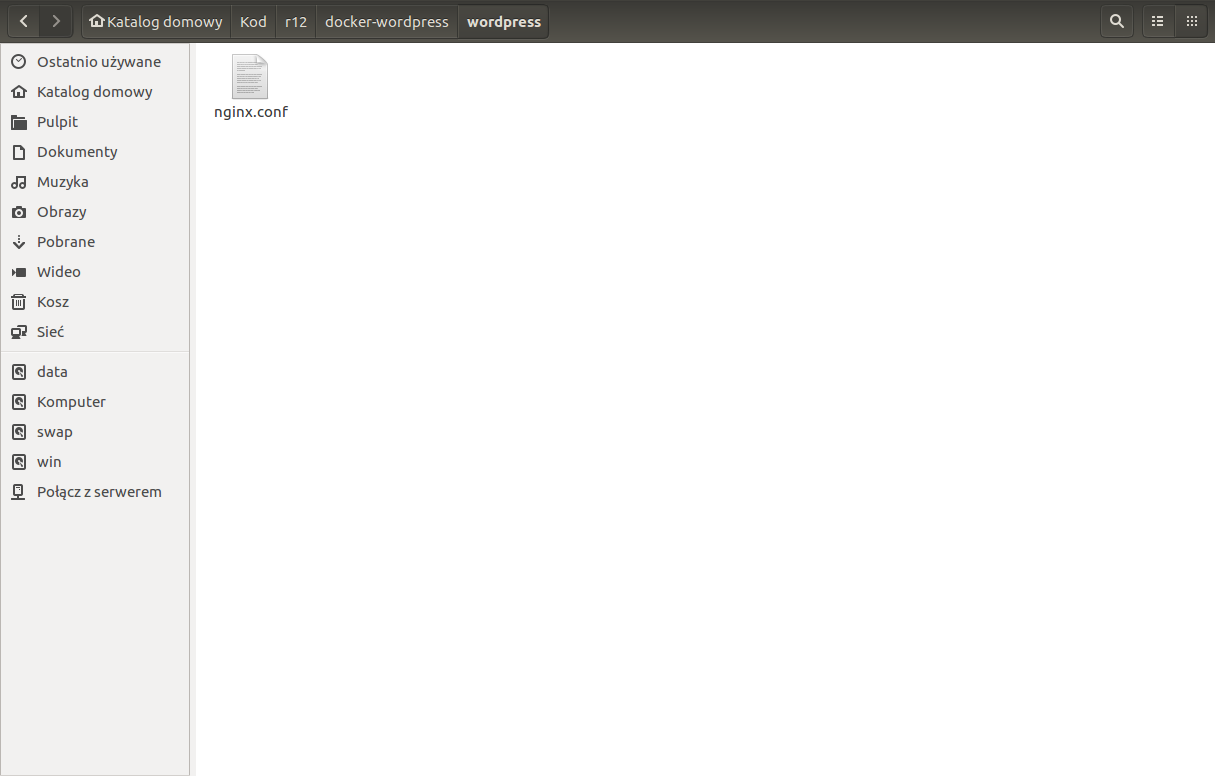 Katalog domowy Kod r12 docker-wordpress wordpress
Ostatnio używane
Katalog domowy
Pulpit
Dokumenty
Muzyka
Obrazy
Pobrane
Wideo
Kosz
Sieć
data
Komputer
swap
win
Połącz z serwerem
nginx.conf